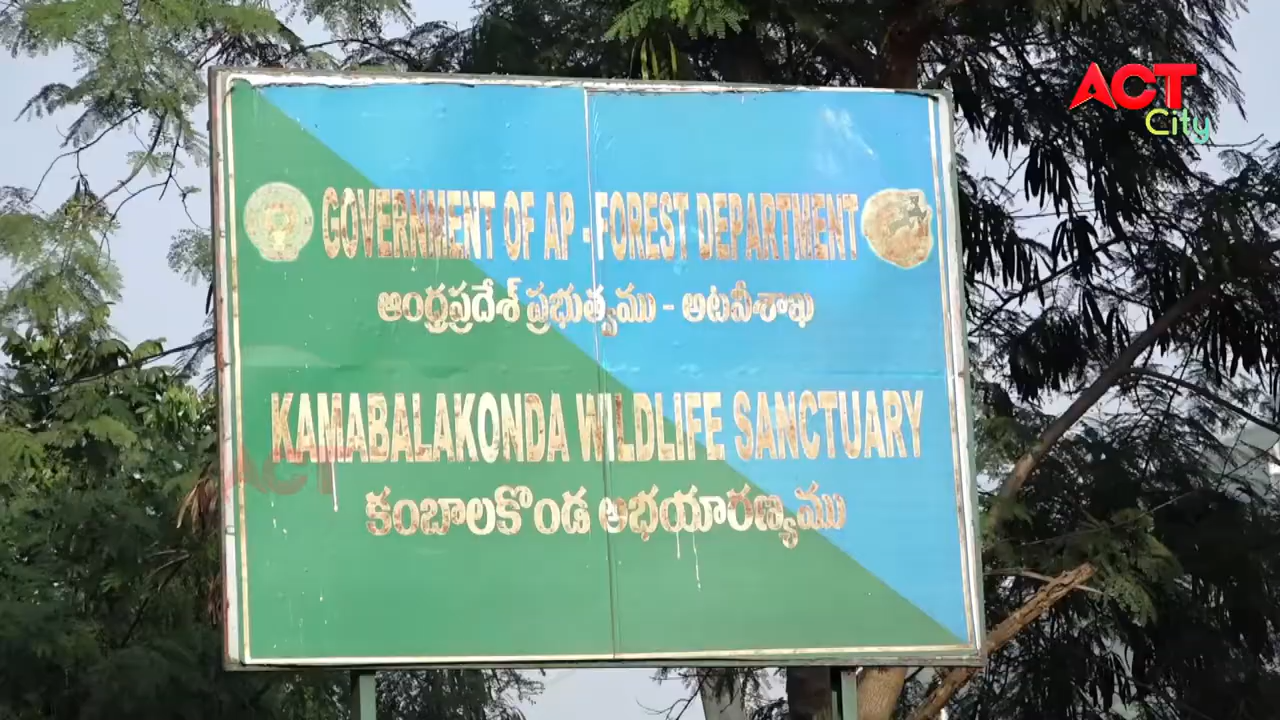 ACT
City
GOVERNMENT OF AP - FOREST DEPARTMENT
ఆంధ్రప్రదేశ్ ప్రభుత్వము - అటవీశాఖ
KAMABALAKONDA WILDLIFE SANCTUARY
ACT
కంబాలకొండ అభయారణ్యము